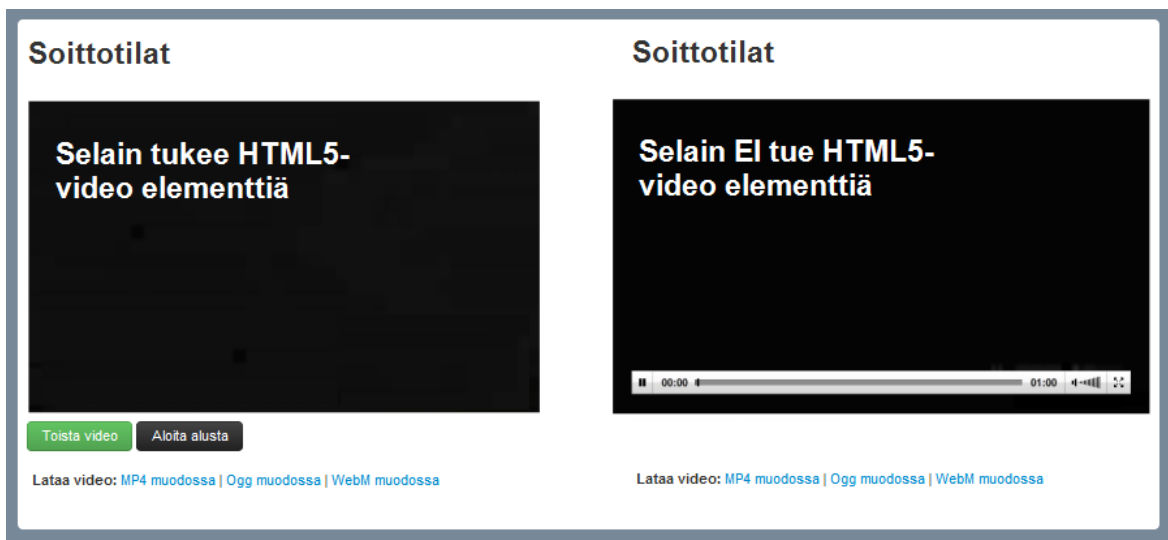 Soittotilat
Selain tukee HTML5-
video elementtiä
Toista video Aloita alusta
Lataa video: MP4 muodossa | Ogg muodossa | WebM muodossa
Soittotilat
Selain EI tue HTML5-
video elementtiä
00:00 01:00
Lataa video: MP4 muodossa | Ogg muodossa | WebM muodossa